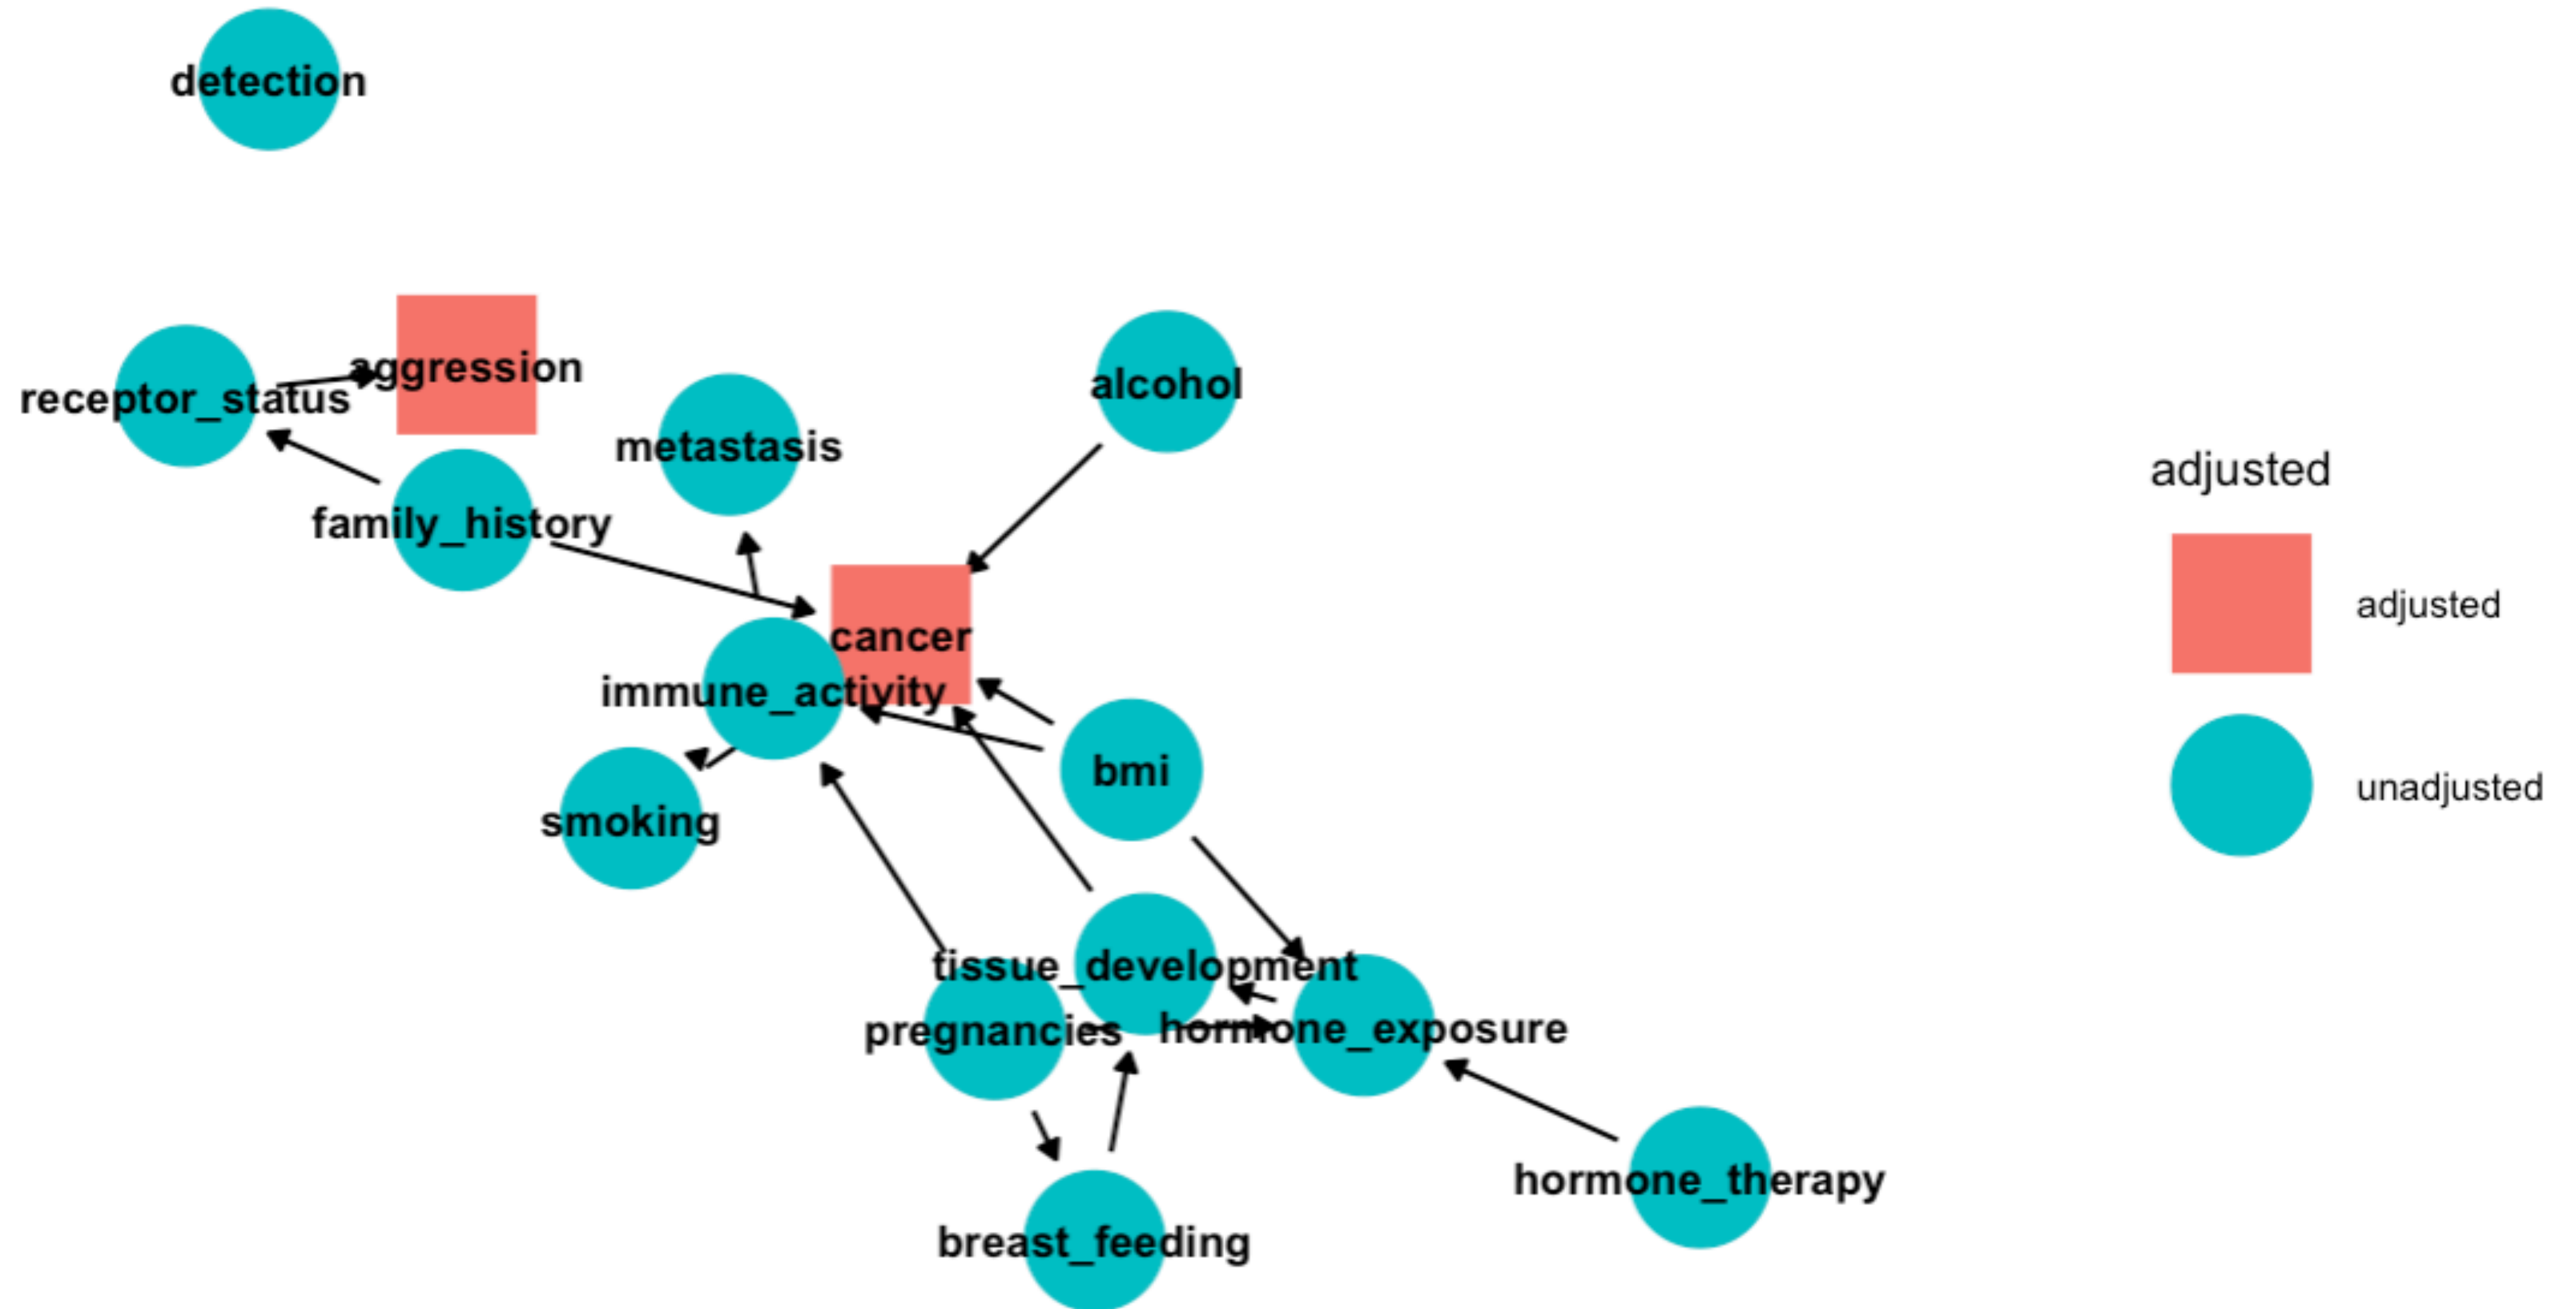 detection
aggression
receptor_status
alcohol
metastasis
family_history
cancer
immune_activity
bmi
smoking
tissue_development
pregnancies
hormone_exposure
hormone_therapy
breast_feeding
adjusted
adjusted
unadjusted